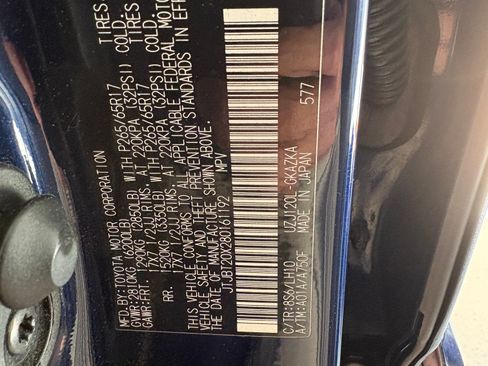 MFD.BY:TOYOTA MOTOR CORPORATION
GVWR:2810KG (6200LB)
GAWR:FRT. 1290KG (2850LB) WITH P265/65R17 TIRES,
17X7 1/2JJ RIMS, AT 220KPA (32PSI) COLD.
RR. 1520KG (3350LB) WITH P265/65R17 TIRES,
17X7 1/2JJ RIMS, AT 220KPA (32PSI) COLD.
THIS VEHICLE CONFORMS TO ALL APPLICABLE FEDERAL MOTOR
VEHICLE SAFETY AND THEFT PREVENTION STANDARDS IN EFF
ON THE DATE OF MANUFACTURE SHOWN ABOVE.
MPV
C/TR:8S6/LH10 UZJ120L-GKAZKA
A/TM:A01A/A750F MADE IN JAPAN
577